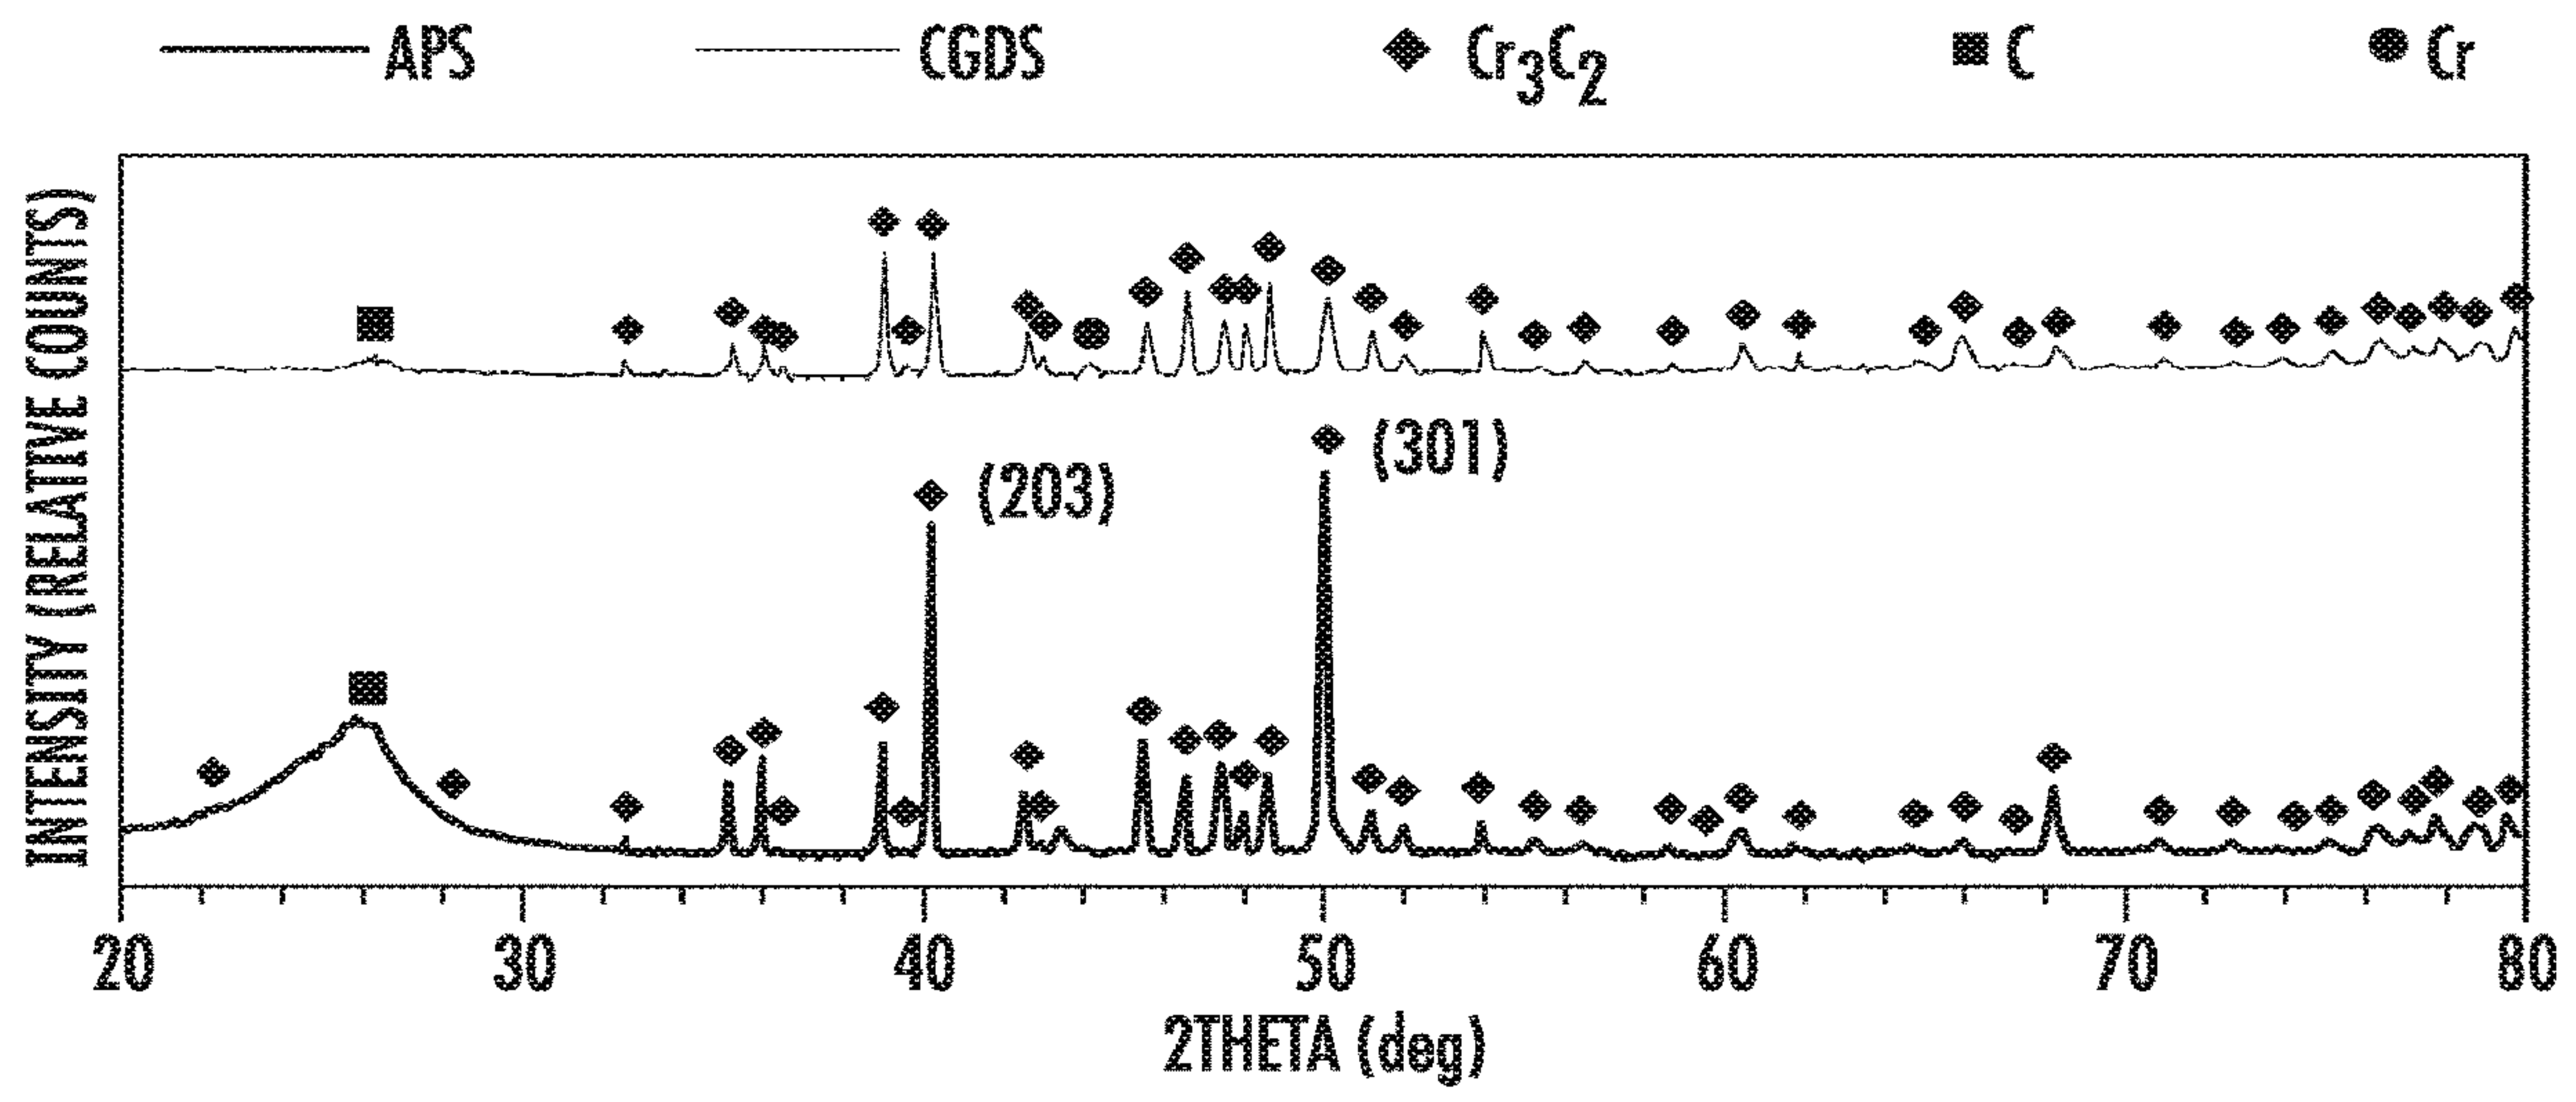 APS CGDS Cr3C2 C Cr
INTENSITY (RELATIVE COUNTS)
(301)
(203)
20 30 40 50 60 70 80
2THETA (deg)